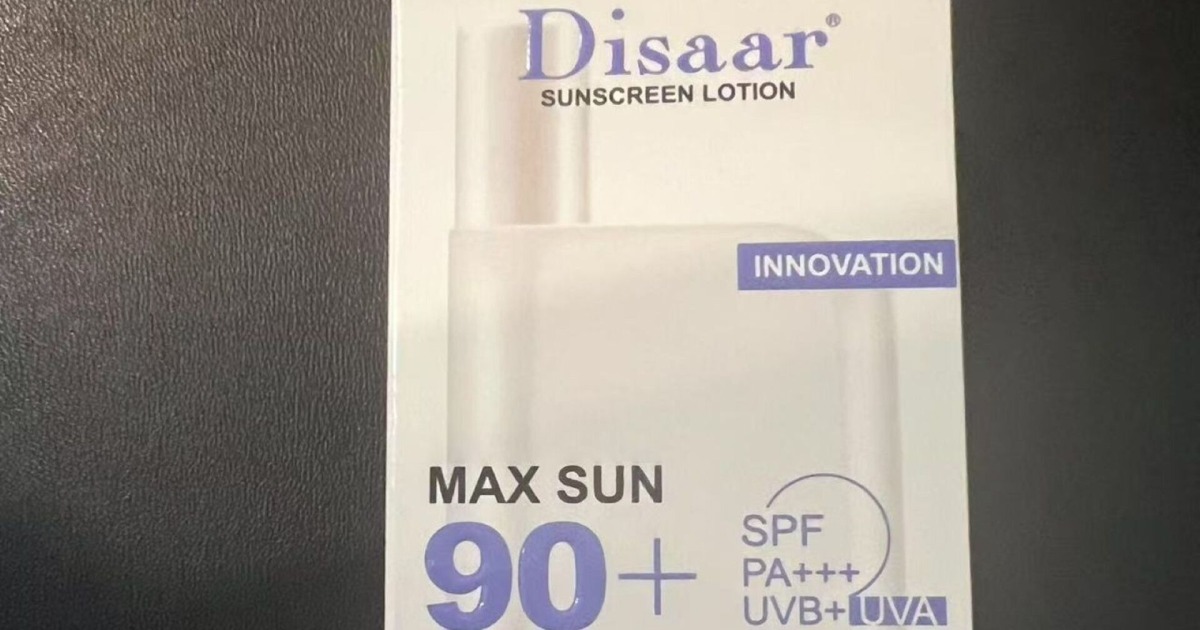 Disaar®
SUNSCREEN LOTION
INNOVATION
MAX SUN
90+
SPF
PA+++
UVB+UVA